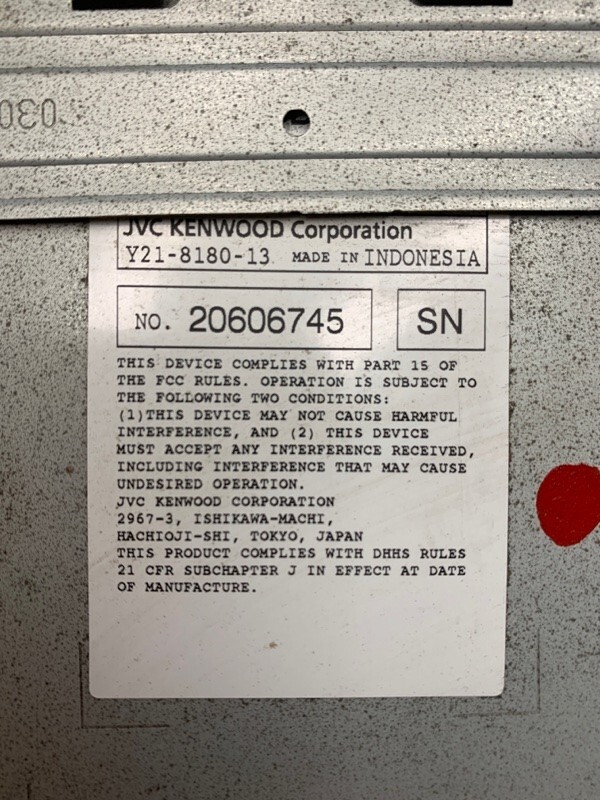 JVC KENWOOD Corporation
Y21-8180-13 MADE IN INDONESIA
NO. 20606745 SN
THIS DEVICE COMPLIES WITH PART 15 OF
THE FCC RULES. OPERATION IS SUBJECT TO
THE FOLLOWING TWO CONDITIONS:
(1)THIS DEVICE MAY NOT CAUSE HARMFUL
INTERFERENCE, AND (2) THIS DEVICE
MUST ACCEPT ANY INTERFERENCE RECEIVED,
INCLUDING INTERFERENCE THAT MAY CAUSE
UNDESIRED OPERATION.
JVC KENWOOD CORPORATION
2967-3, ISHIKAWA-MACHI,
HACHIOJI-SHI, TOKYO, JAPAN
THIS PRODUCT COMPLIES WITH DHHS RULES
21 CFR SUBCHAPTER J IN EFFECT AT DATE
OF MANUFACTURE.